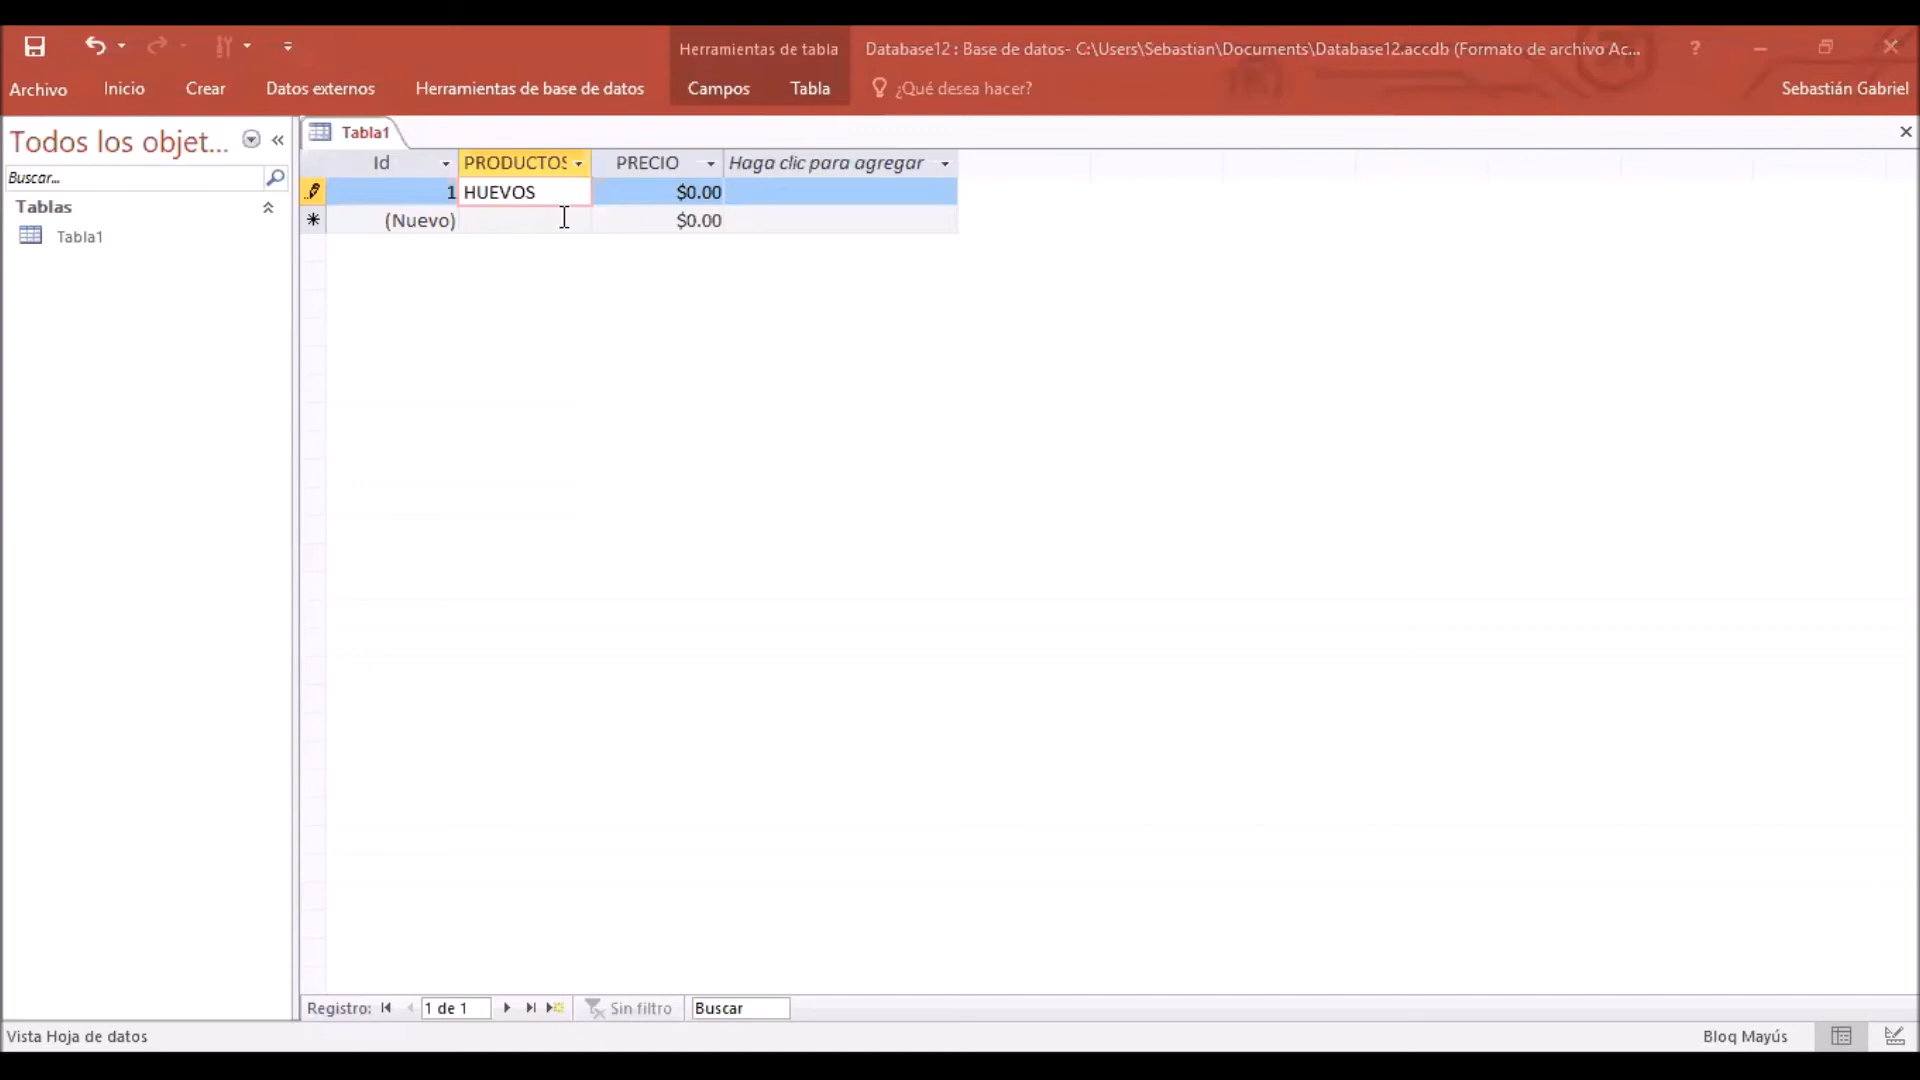 Herramientas de tabla
Database12 : Base de datos- C:\Users\Sebastian\Documents\Database12.accdb (Formato de archivo Ac...
?
Archivo
Inicio
Crear
Datos externos
Herramientas de base de datos
Campos
Tabla
¿Qué desea hacer?
Sebastián Gabriel
Todos los objet...
Tabla1
Id
PRODUCTOS
PRECIO
Haga clic para agregar
Buscar...
1
HUEVOS
$0.00
Tablas
(Nuevo)
$0.00
Tabla1
Registro:
1 de 1
Sin filtro
Buscar
Vista Hoja de datos
Bloq Mayús